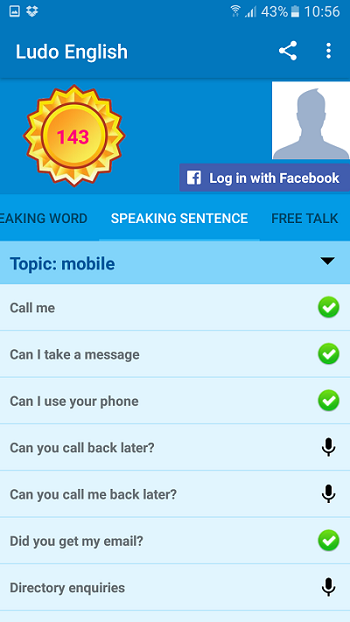 43% 10:56
Ludo English
143
Log in with Facebook
EAKING WORD SPEAKING SENTENCE FREE TALK
Topic: mobile
Call me
Can I take a message
Can I use your phone
Can you call back later?
Can you call me back later?
Did you get my email?
Directory enquiries